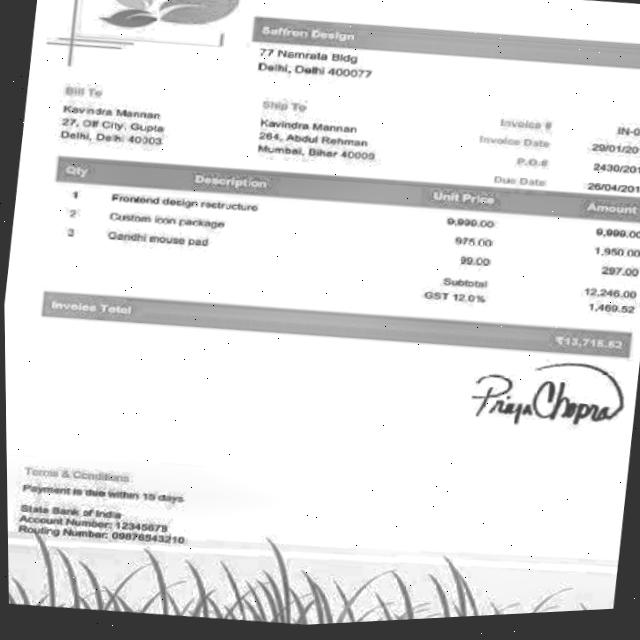 Saffron Design
77 Namrata Bldg
Delhi, Delhi 400077
Bill To
Kavindra Mannan
27, Off City, Gupta
Delhi, Delhi 40003
Ship To
Kavindra Mannan
264, Abdul Rehman
Mumbai, Bihar 40009
Invoice #
IN-0
Invoice Date
29/01/20
P.O.#
2430/201
Due Date
26/04/201
Qty Description Unit Price Amount
1 Frontend design restructure 9,999.00 9,999.00
2 Custom icon package 975.00 1,950.00
3 Gandhi mouse pad 99.00 297.00
Subtotal 12,246.00
GST 12.0% 1,469.52
Invoice Total ₹13,715.52
Priya Chopra
Terms & Conditions
Payment is due within 15 days
State Bank of India
Account Number: 12345678
Routing Number: 09876543210